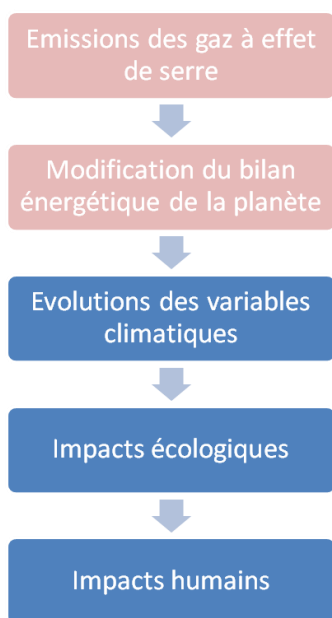 Emissions des gaz à effet
de serre
Modification du bilan
énergétique de la planète
Evolutions des variables
climatiques
Impacts écologiques
Impacts humains